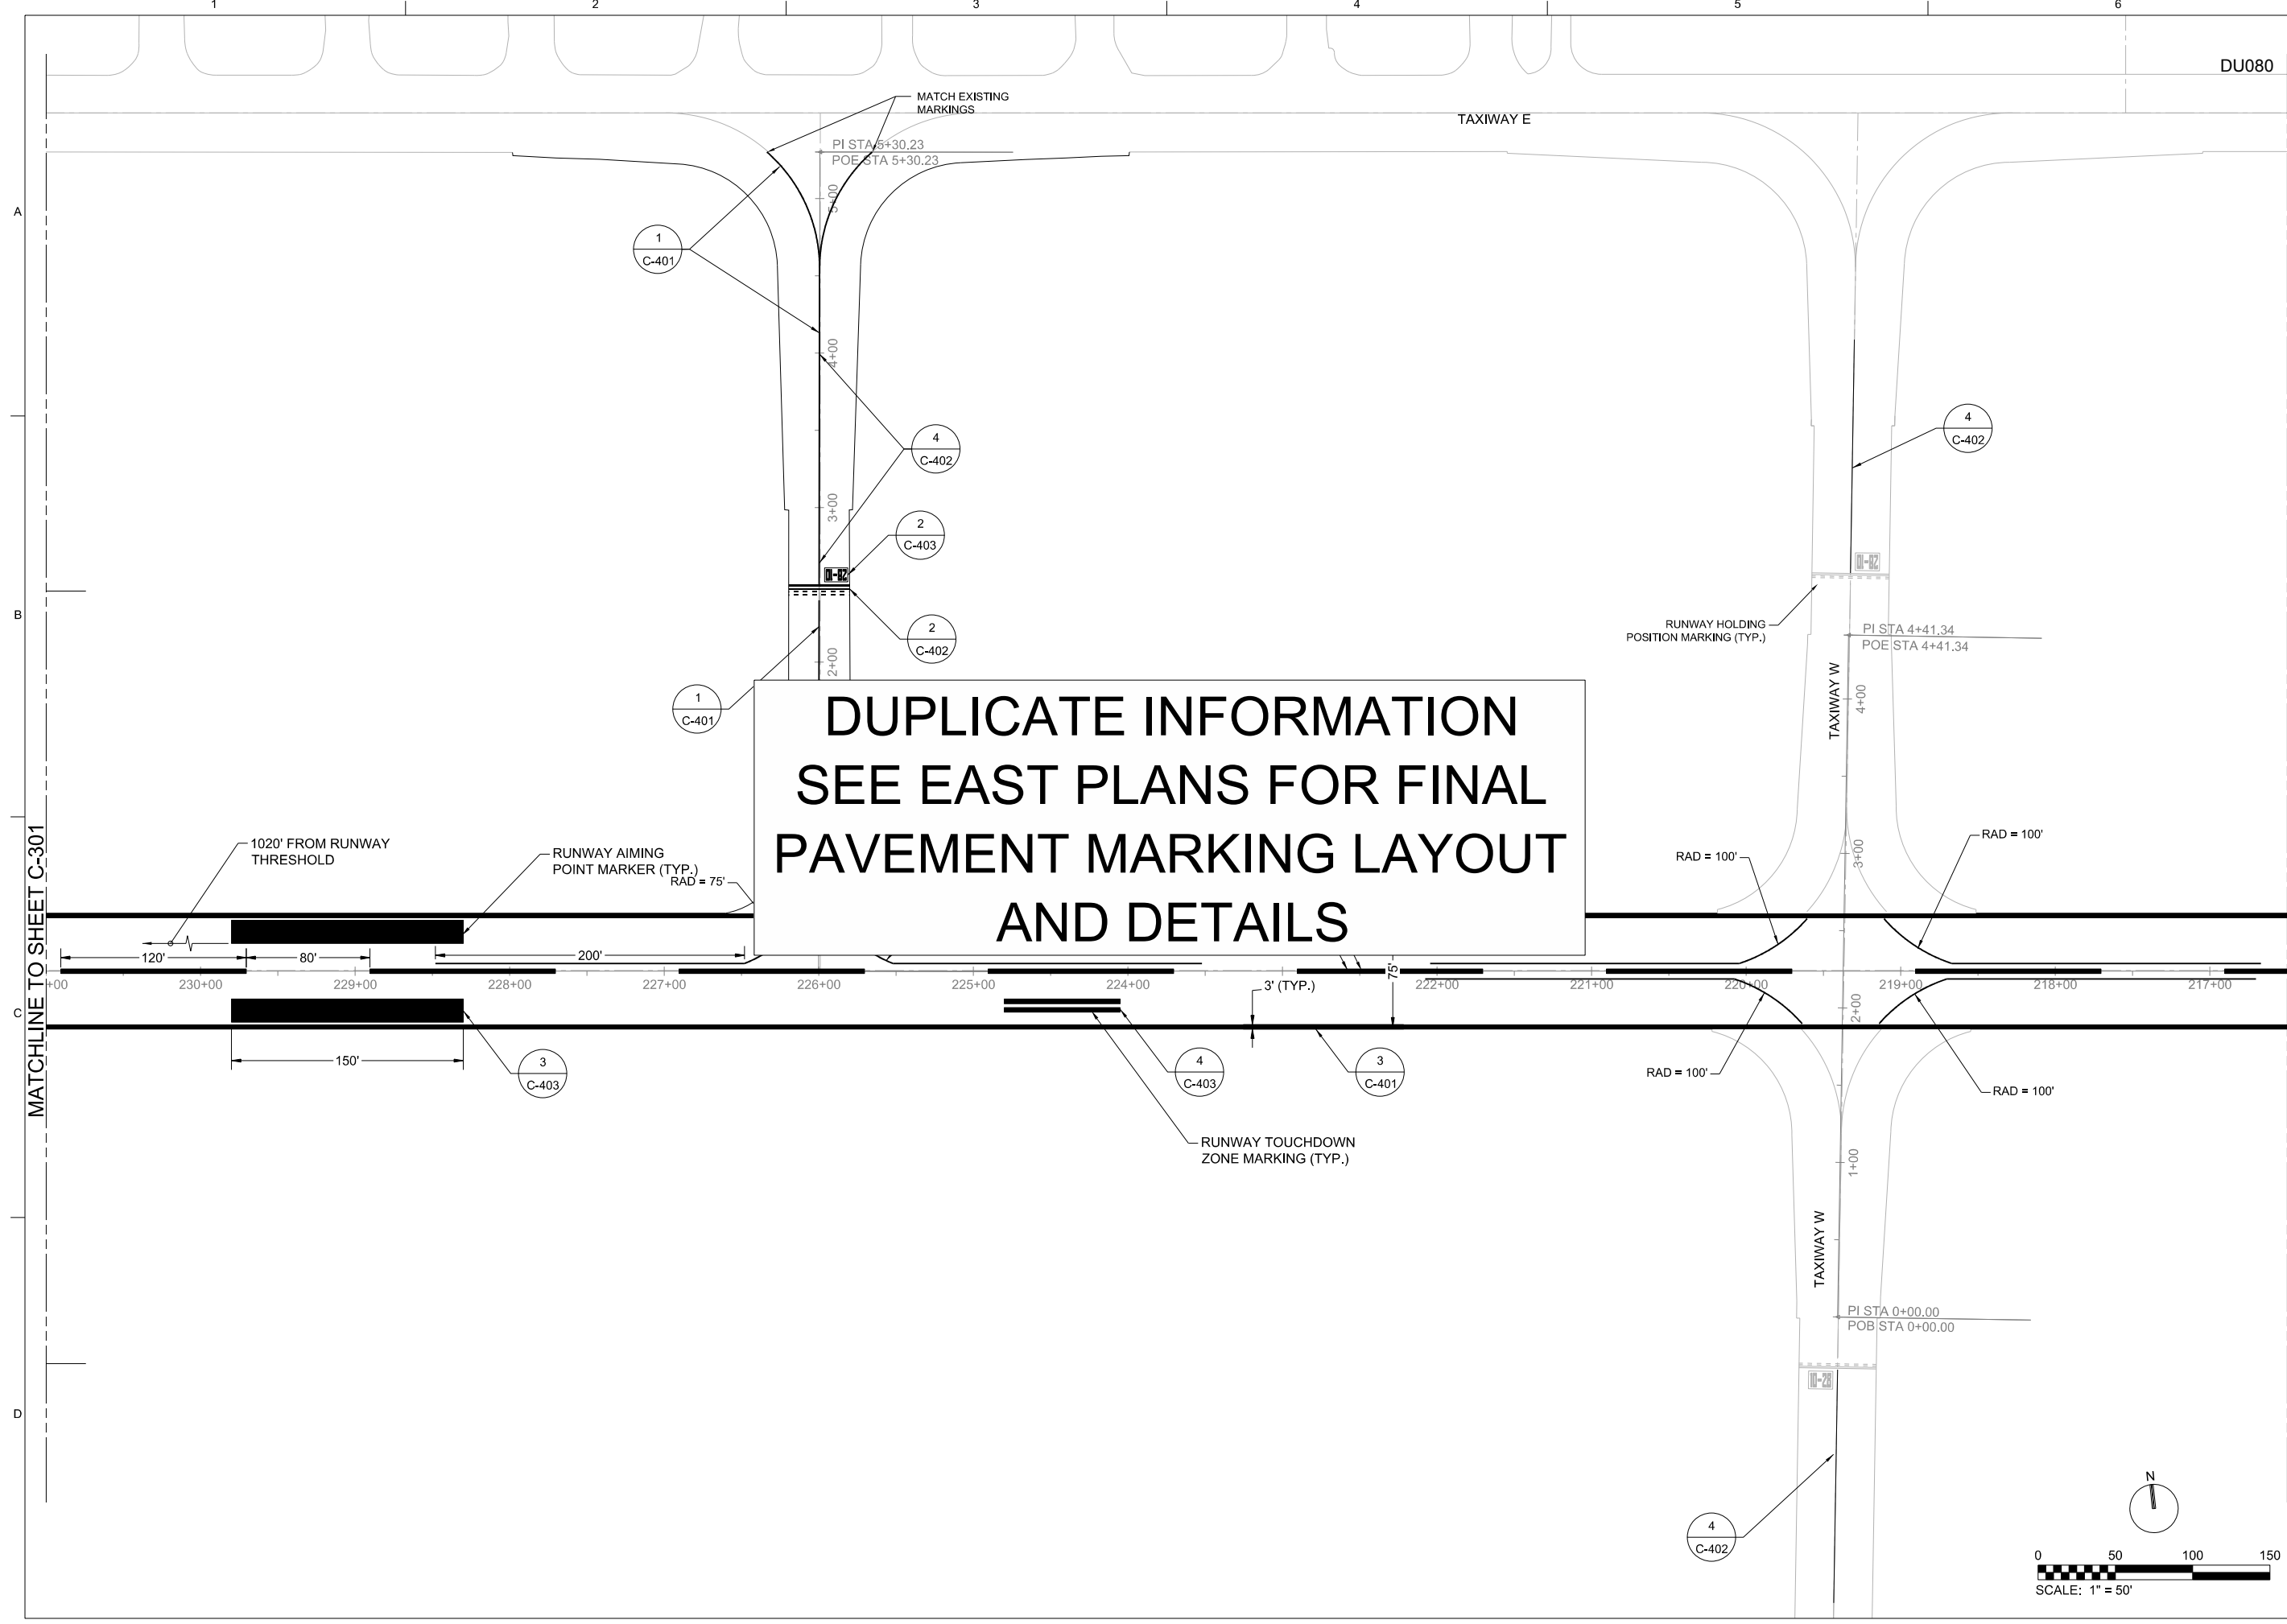 1 2 3 4 5 6
DU080
MATCH EXISTING
MARKINGS
TAXIWAY E
PI STA 5+30.23
POE STA 5+30.23
A
5+00
1
C-401
4+00
4
C-402
4
C-402
3+00
2
C-403
B
RUNWAY HOLDING
POSITION MARKING (TYP.)
PI STA 4+41.34
POE STA 4+41.34
2
C-402
2+00
1
C-401
TAXIWAY W
4+00
DUPLICATE INFORMATION
SEE EAST PLANS FOR FINAL
PAVEMENT MARKING LAYOUT
AND DETAILS
MATCHLINE TO SHEET C-301
1020' FROM RUNWAY
THRESHOLD
RUNWAY AIMING
POINT MARKER (TYP.)
RAD = 75'
RAD = 100'
RAD = 100'
3+00
120'
80'
200'
75'
+00 230+00 229+00 228+00 227+00 226+00 225+00 224+00 222+00 221+00 220+00 219+00 218+00 217+00
3' (TYP.)
C
2+00
150'
3
C-403
4
C-403
3
C-401
RAD = 100'
RAD = 100'
RUNWAY TOUCHDOWN
ZONE MARKING (TYP.)
1+00
TAXIWAY W
PI STA 0+00.00
POB STA 0+00.00
10-28
D
N
4
C-402
0 50 100 150
SCALE: 1" = 50'